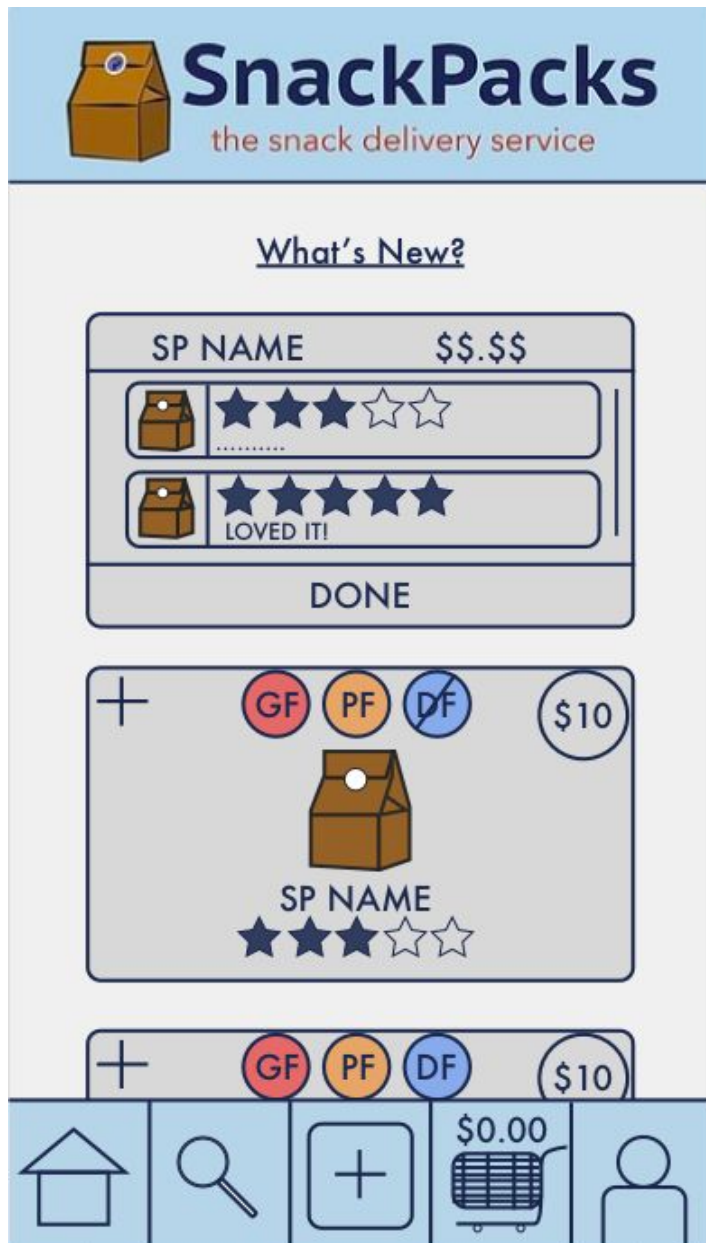 SnackPacks
the snack delivery service
What's New?
SP NAME $$.$$
..........
LOVED IT!
DONE
GF PF DF $10
SP NAME
GF PF DF $10
$0.00